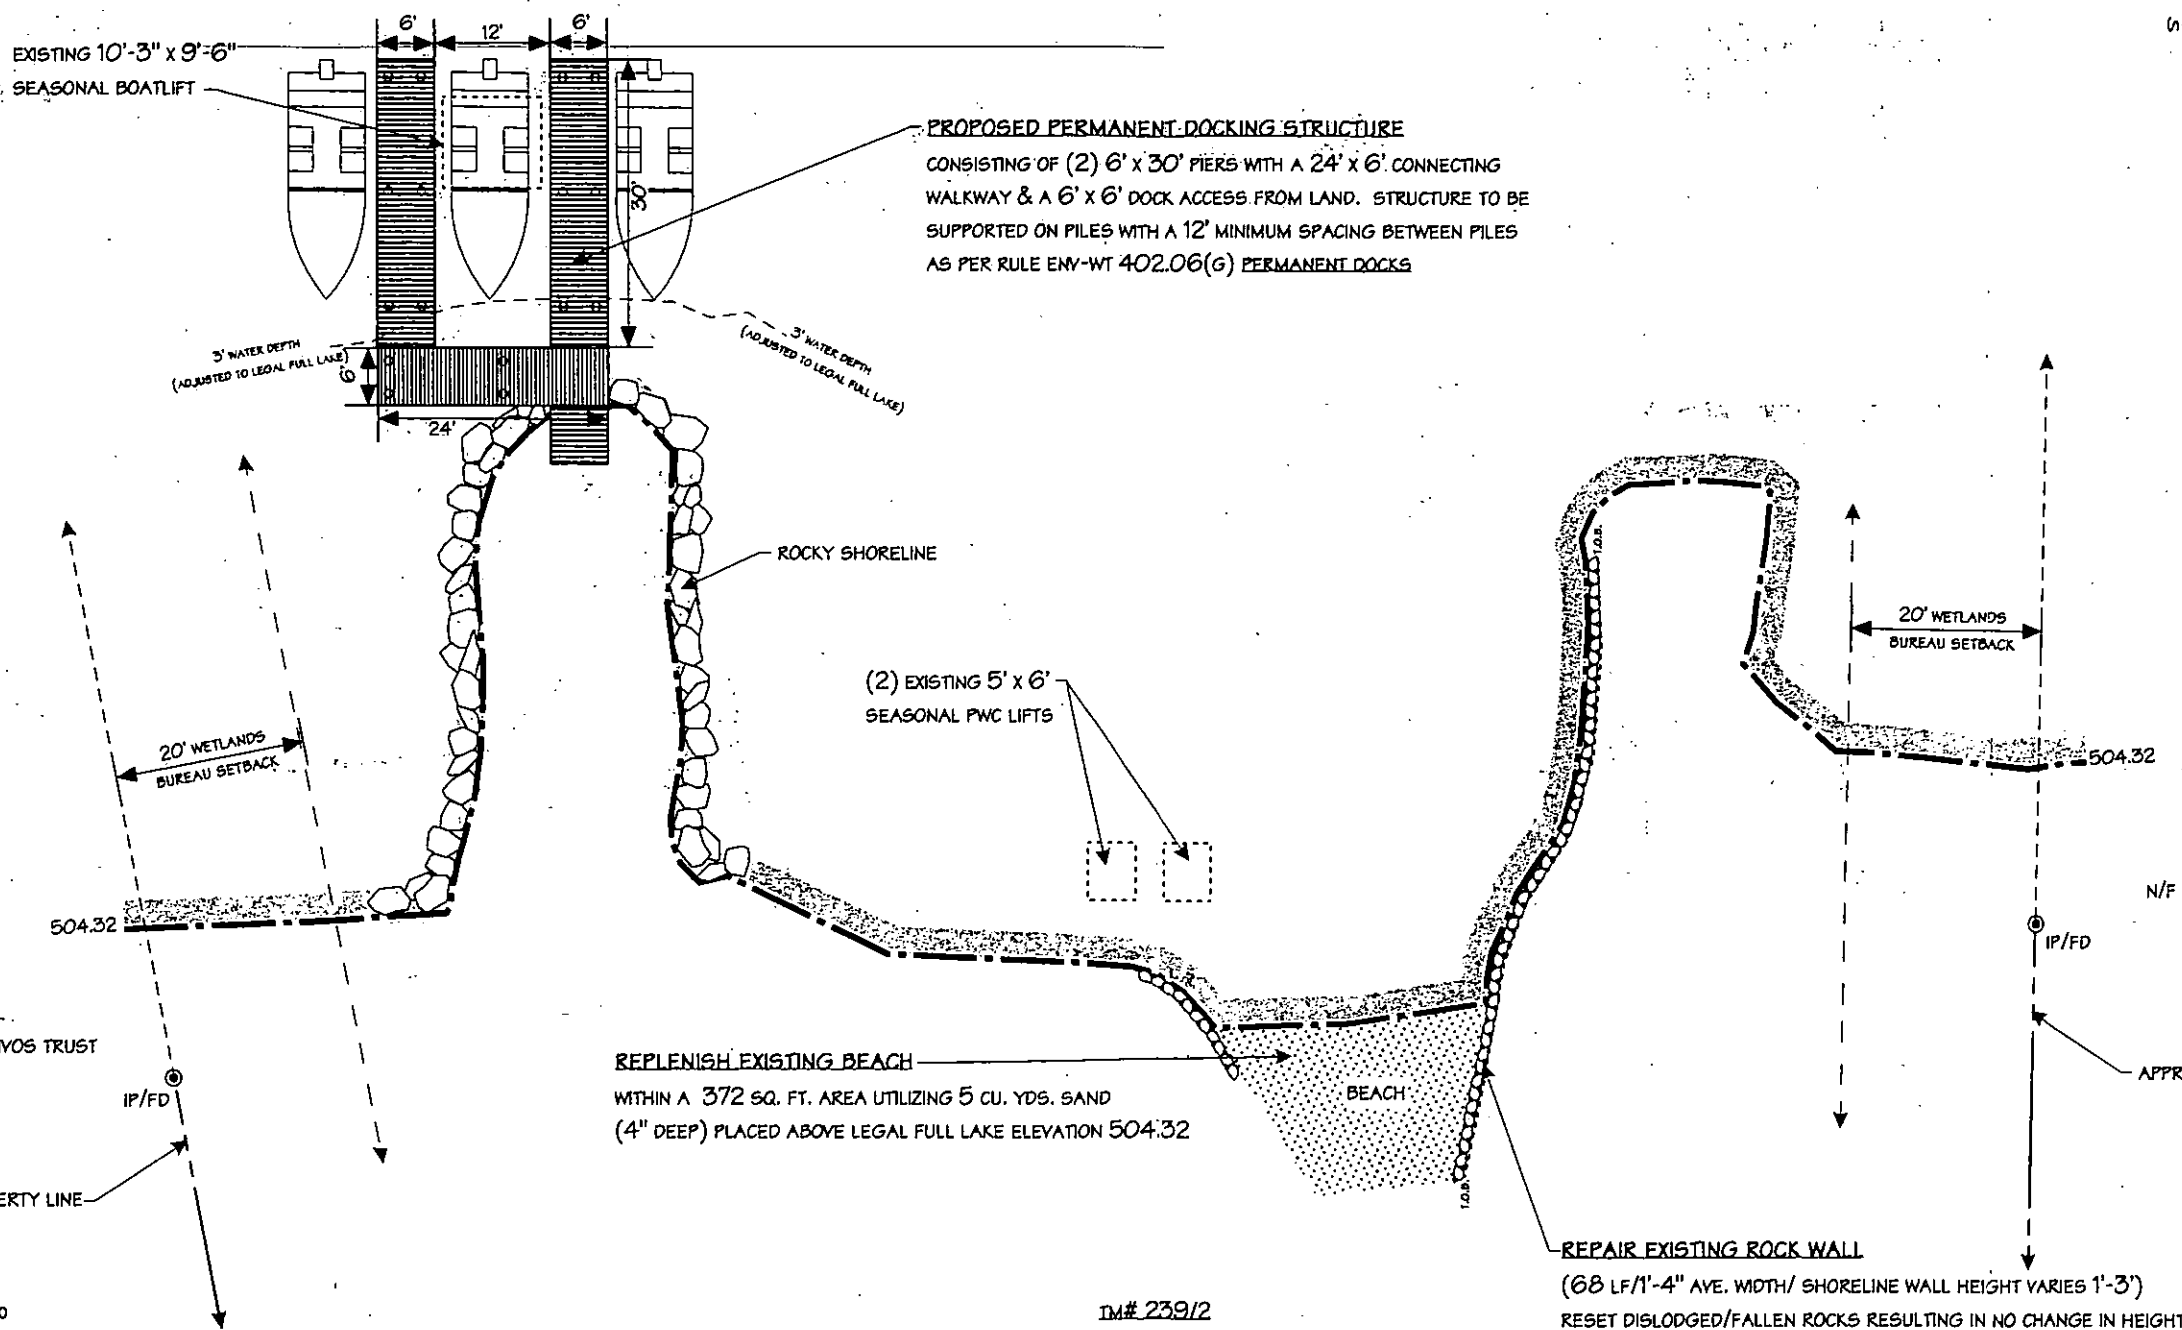 6'
12'
6'
EXISTING 10'-3" X 9'-6"
SEASONAL BOATLIFT
30'
PROPOSED PERMANENT DOCKING STRUCTURE
CONSISTING OF (2) 6' X 30' PIERS WITH A 24' X 6' CONNECTING
WALKWAY & A 6' X 6' DOCK ACCESS FROM LAND. STRUCTURE TO BE
SUPPORTED ON PILES WITH A 12' MINIMUM SPACING BETWEEN PILES
AS PER RULE ENV-WT 402.06(G) PERMANENT DOCKS
3' WATER DEPTH
(ADJUSTED TO LEGAL FULL LAKE)
6'
24'
3' WATER DEPTH
(ADJUSTED TO LEGAL FULL LAKE)
ROCKY SHORELINE
(2) EXISTING 5' X 6'
SEASONAL PWC LIFTS
20' WETLANDS
BUREAU SETBACK
20' WETLANDS
BUREAU SETBACK
T.O.B.
504.32
504.32
N/F
IP/FD
VOS TRUST
IP/FD
REPLENISH EXISTING BEACH
WITHIN A 372 SQ. FT. AREA UTILIZING 5 CU. YDS. SAND
(4" DEEP) PLACED ABOVE LEGAL FULL LAKE ELEVATION 504.32
BEACH
APPR
ERTY LINE
T.O.B.
REPAIR EXISTING ROCK WALL
(68 LF/1'-4" AVE. WIDTH/ SHORELINE WALL HEIGHT VARIES 1'-3')
RESET DISLODGED/FALLEN ROCKS RESULTING IN NO CHANGE IN HEIGHT
TM# 239/2